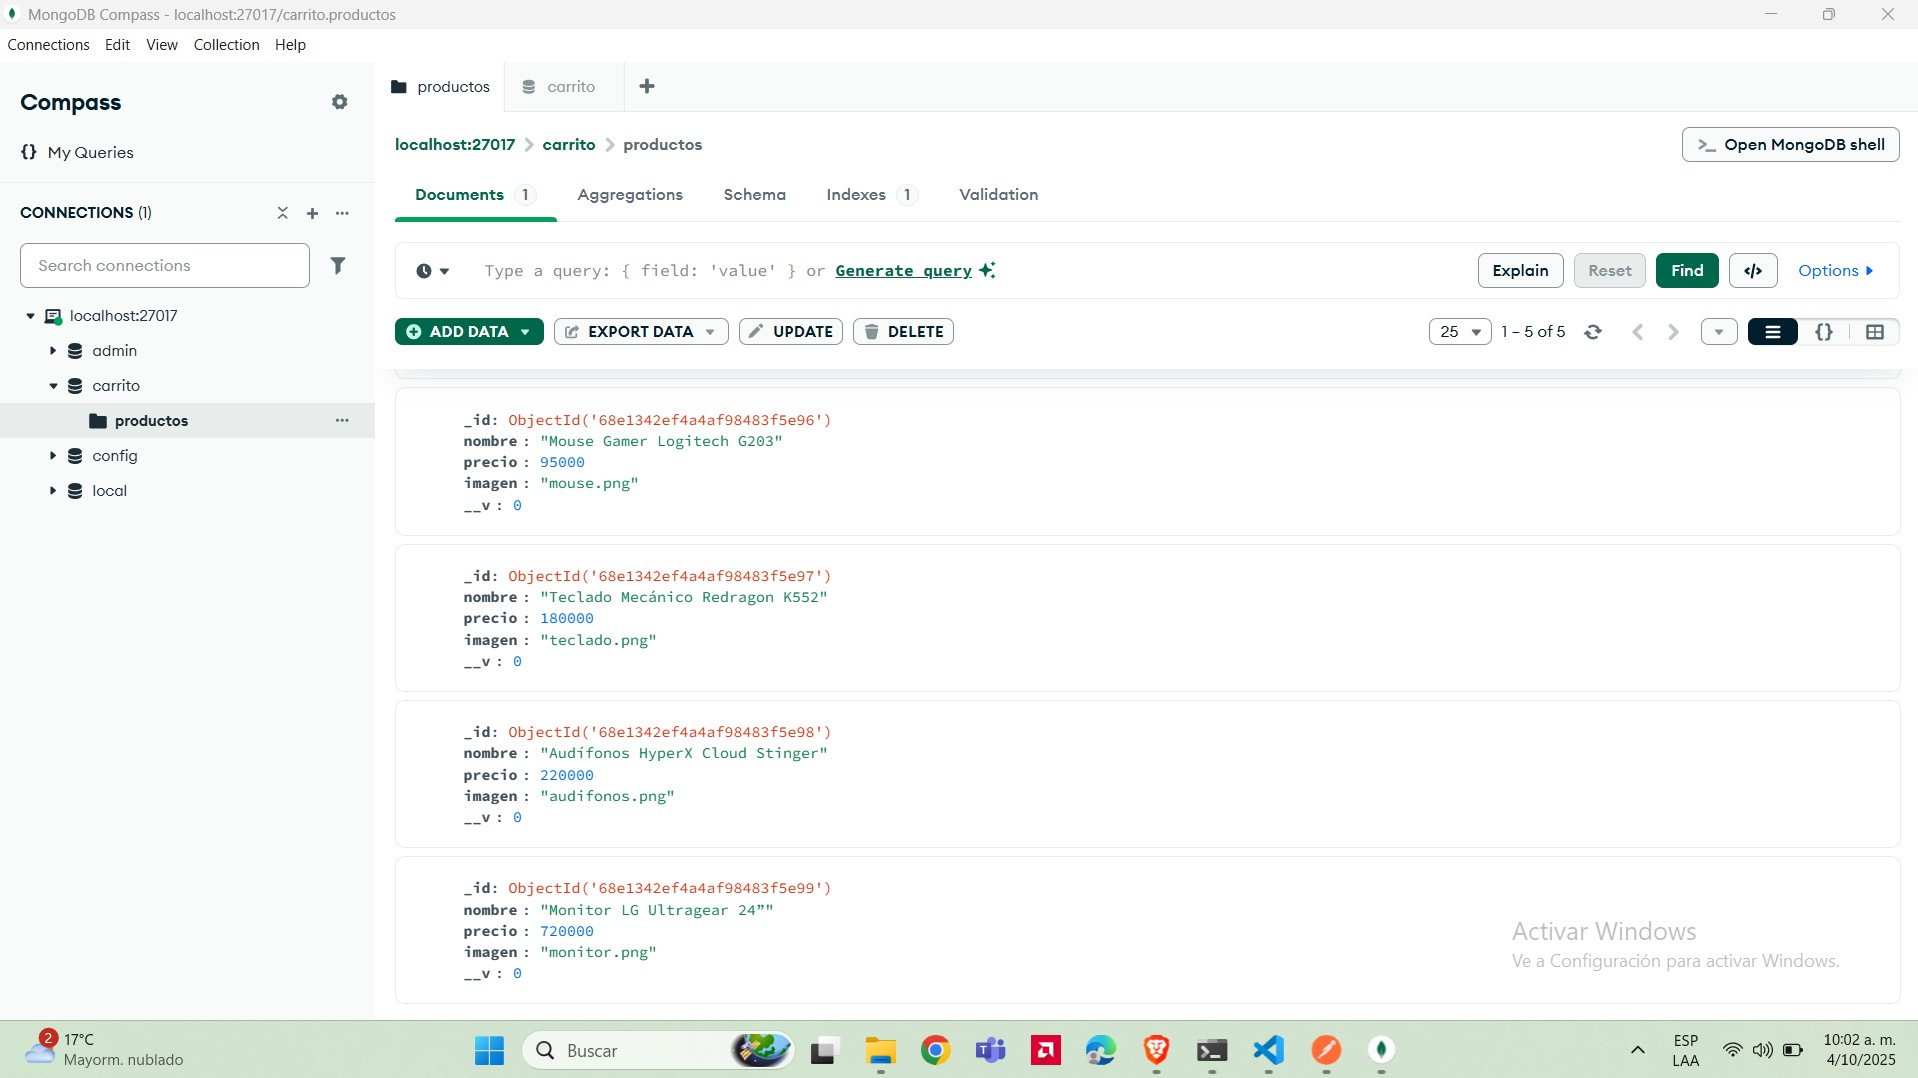 MongoDB Compass - localhost:27017/carrito.productos
Connections Edit View Collection Help
Compass
{} My Queries
CONNECTIONS (1)
Search connections
localhost:27017
admin
carrito
productos
config
local
productos carrito
localhost:27017 > carrito > productos
>_ Open MongoDB shell
Documents 1 Aggregations Schema Indexes 1 Validation
Type a query: { field: 'value' } or Generate query
Explain Reset Find </> Options
ADD DATA EXPORT DATA UPDATE DELETE
25 1 – 5 of 5 {}
_id: ObjectId('68e1342ef4a4af98483f5e96')
nombre : "Mouse Gamer Logitech G203"
precio : 95000
imagen : "mouse.png"
__v : 0
_id: ObjectId('68e1342ef4a4af98483f5e97')
nombre : "Teclado Mecánico Redragon K552"
precio : 180000
imagen : "teclado.png"
__v : 0
_id: ObjectId('68e1342ef4a4af98483f5e98')
nombre : "Audífonos HyperX Cloud Stinger"
precio : 220000
imagen : "audifonos.png"
__v : 0
_id: ObjectId('68e1342ef4a4af98483f5e99')
nombre : "Monitor LG Ultragear 24”"
precio : 720000
imagen : "monitor.png"
__v : 0
Activar Windows
Ve a Configuración para activar Windows.
2
17°C
Mayorm. nublado
Buscar
ESP
LAA
10:02 a. m.
4/10/2025